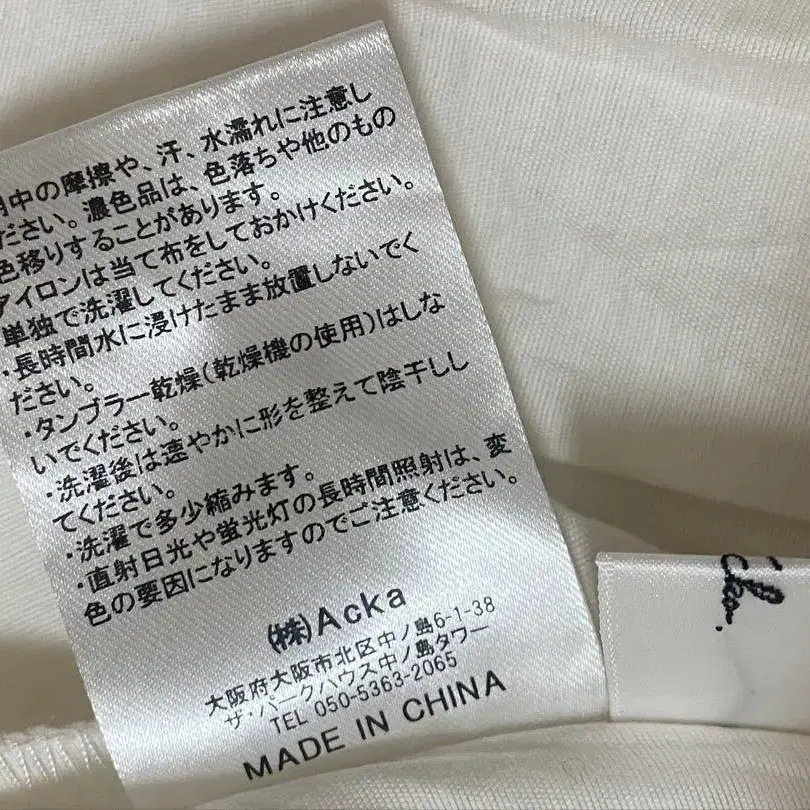 中の摩擦や、汗、水濡れに注意し
ださい。濃色品は、色落ちや他のもの
色移りすることがあります。
アイロンは当て布をしておかけください。
単独で洗濯してください。
・長時間水に浸けたまま放置しないでく
ださい。
・タンブラー乾燥(乾燥機の使用)はしな
いでください。
・洗濯後は速やかに形を整えて陰干しし
てください。
・洗濯で多少縮みます。
・直射日光や蛍光灯の長時間照射は、変
色の要因になりますのでご注意ください。
㈱Acka
大阪府大阪市北区中ノ島6-1-38
ザ・パークハウス中ノ島タワー
TEL 050-5363-2065
MADE IN CHINA